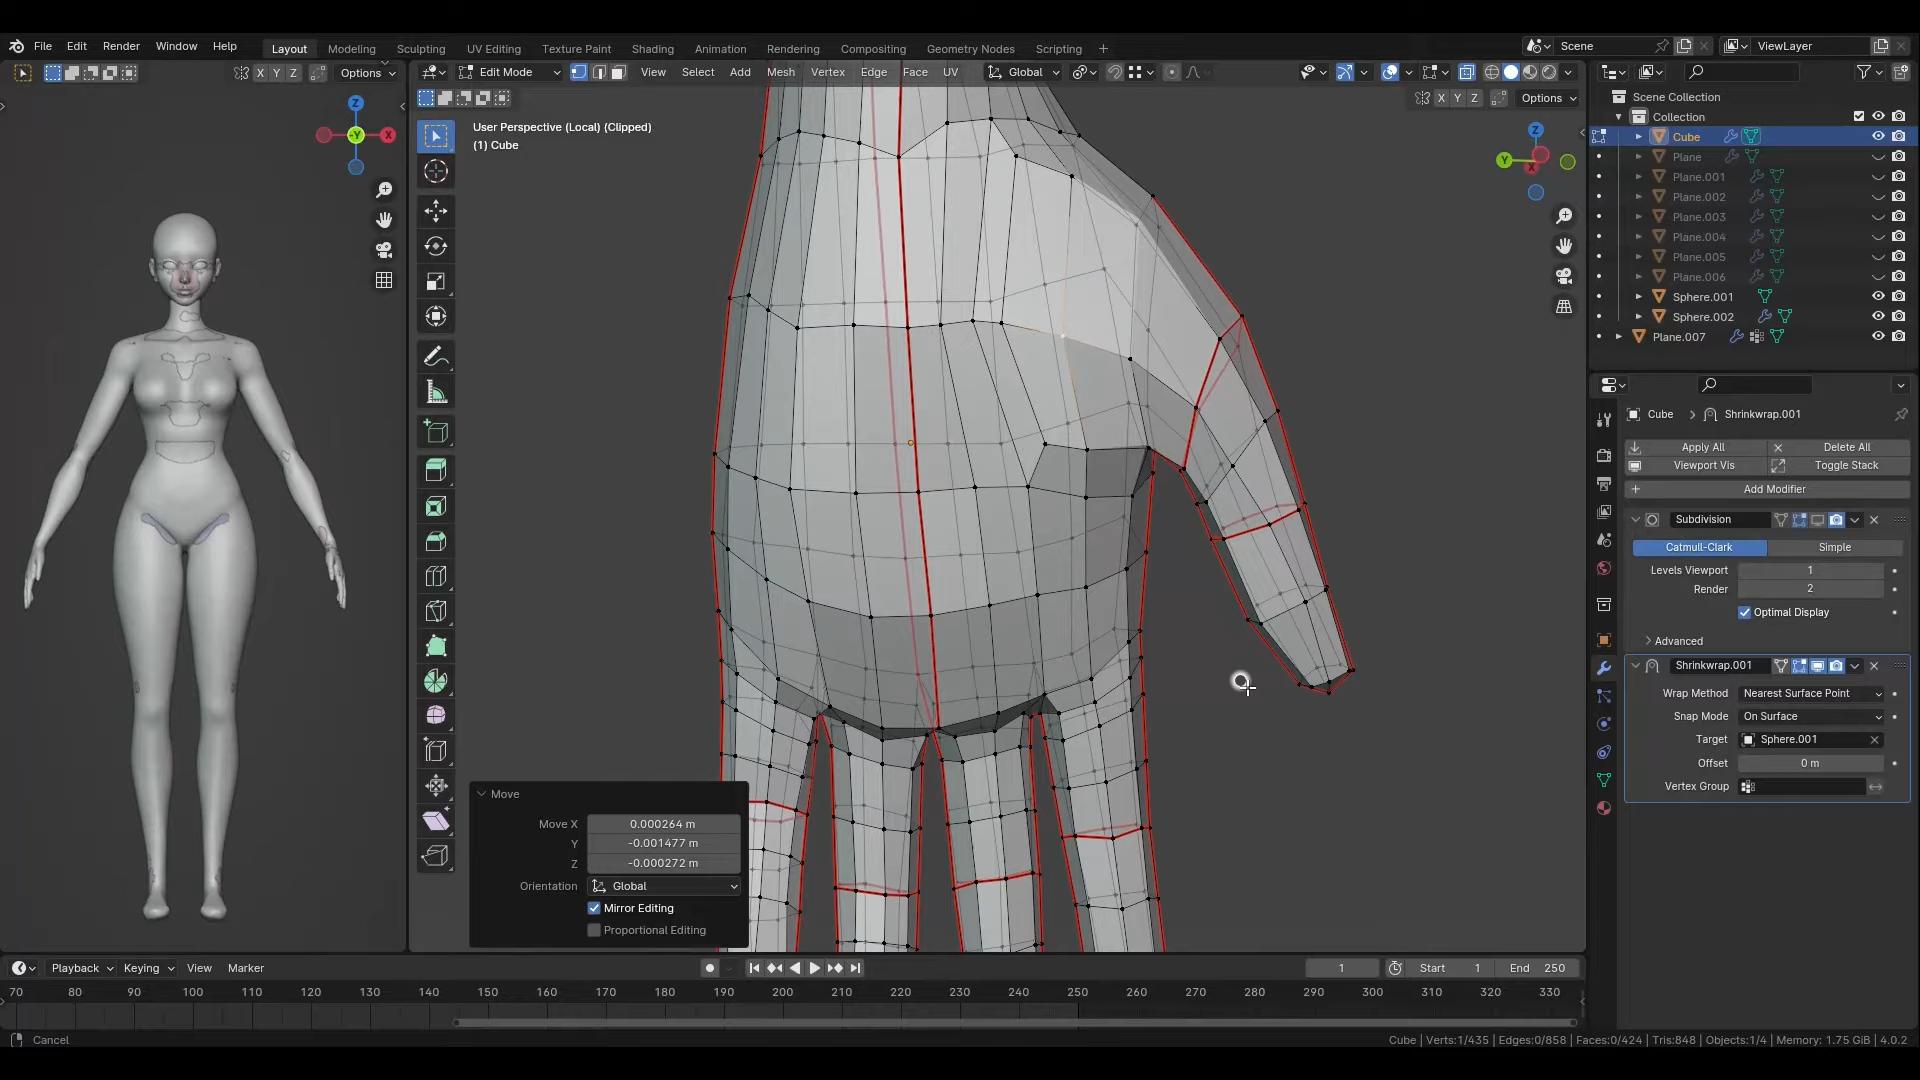 File Edit Render Window Help
Layout Modeling Sculpting UV Editing Texture Paint Shading Animation Rendering Compositing Geometry Nodes Scripting +
Scene
ViewLayer
X Y Z Options
Edit Mode View Select Add Mesh Vertex Edge Face UV Global
X Y Z Options
User Perspective (Local) (Clipped)
(1) Cube
Z
-Y
X
Z
Y
X
Scene Collection
Collection
Cube
Plane
Plane.001
Plane.002
Plane.003
Plane.004
Plane.005
Plane.006
Sphere.001
Sphere.002
Plane.007
Cube > Shrinkwrap.001
Apply All Delete All
Viewport Vis Toggle Stack
Add Modifier
Subdivision
Catmull-Clark Simple
Levels Viewport 1
Render 2
Optimal Display
Advanced
Shrinkwrap.001
Wrap Method Nearest Surface Point
Snap Mode On Surface
Target Sphere.001
Offset 0 m
Vertex Group
Move
Move X 0.000264 m
Y -0.001477 m
Z -0.000272 m
Orientation Global
Mirror Editing
Proportional Editing
Playback Keying View Marker
1 Start 1 End 250
70 80 90 100 110 120 130 140 150 160 170 180 190 200 210 220 230 240 250 260 270 280 290 300 310 320 330
Cancel
Cube | Verts:1/435 | Edges:0/858 | Faces:0/424 | Tris:848 | Objects:1/4 | Memory: 1.75 GiB | 4.0.2